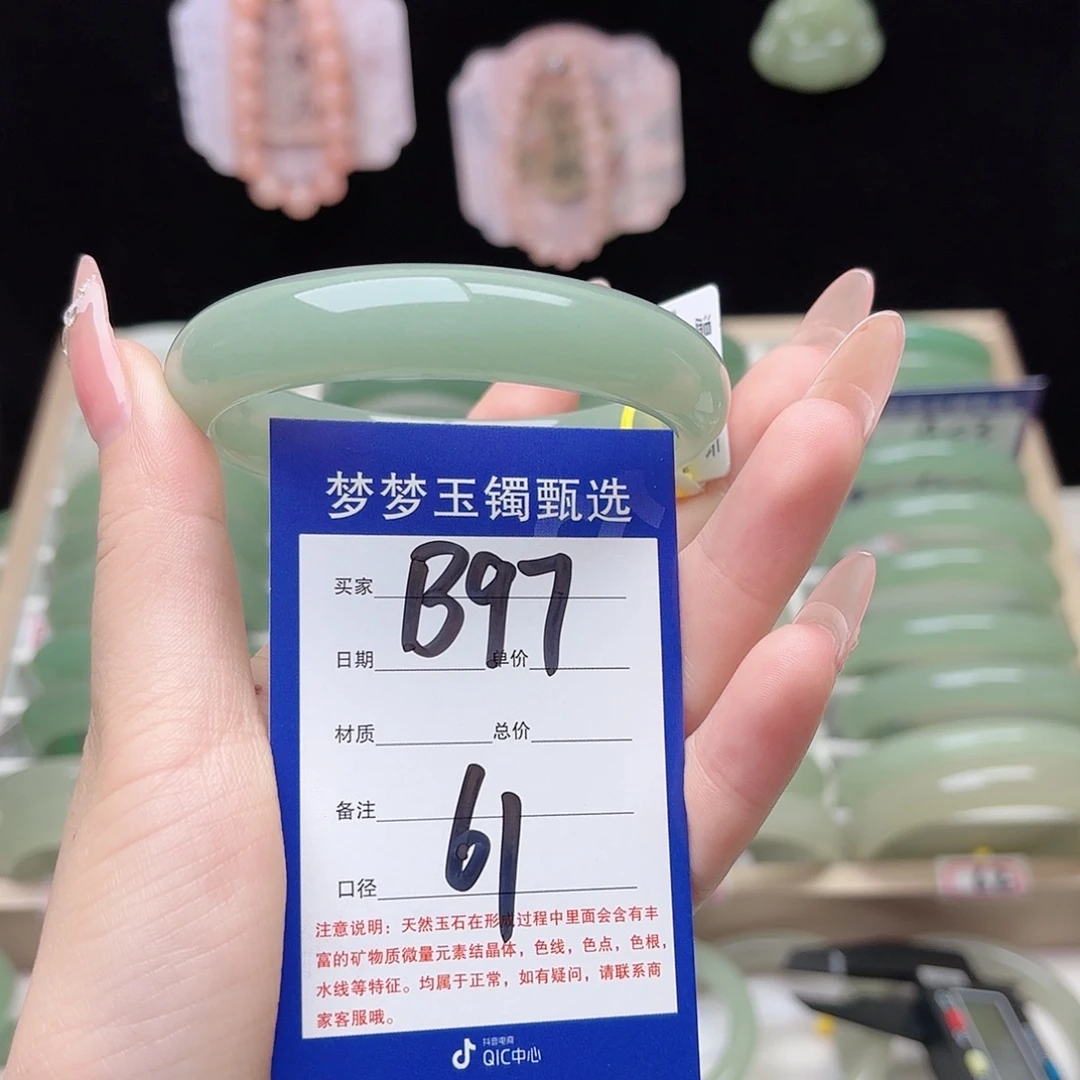 梦梦玉镯甄选
买家 B97
日期 单价
材质 总价
备注
61
口径
注意说明：天然玉石在形成过程中里面会含有丰
富的矿物质微量元素结晶体，色线，色点，色根，
水线等特征。均属于正常，如有疑问，请联系商
家客服哦。
抖音电商
QIC中心